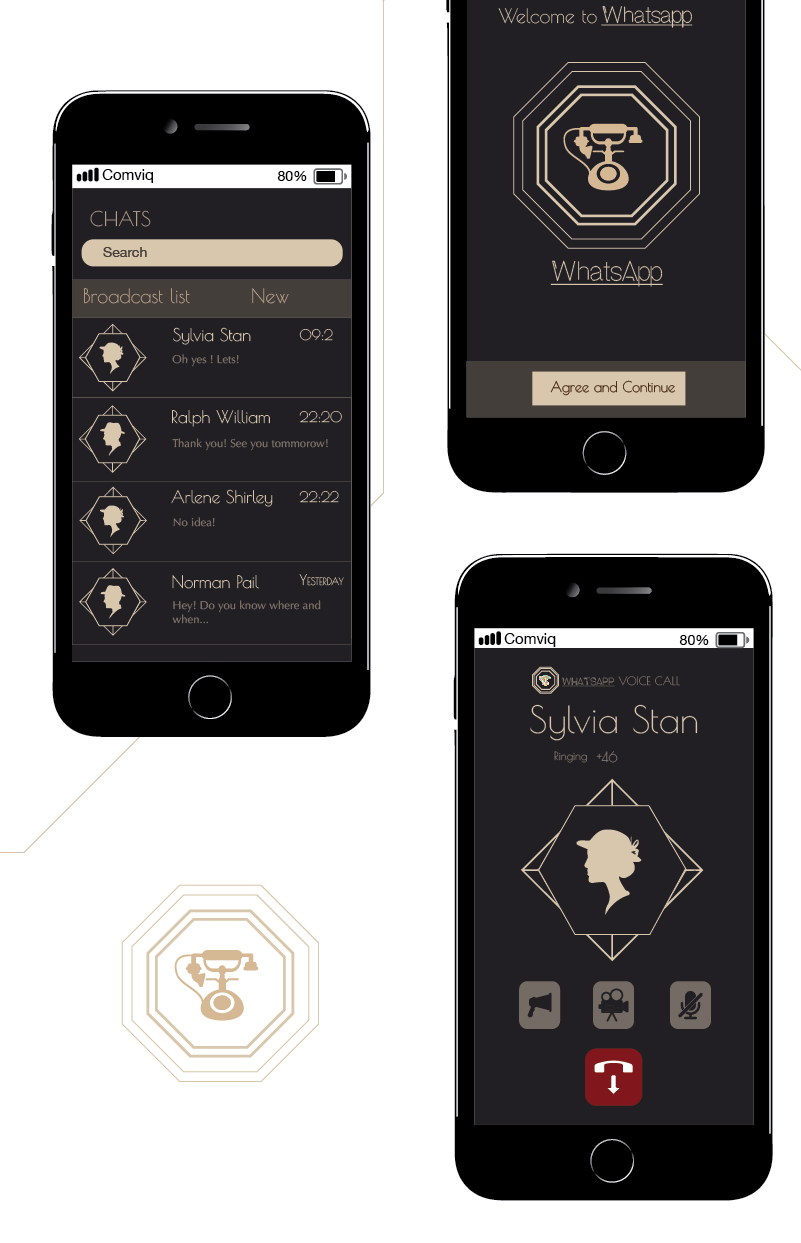 Comviq 80%
CHATS
Search
Broadcast list New
Sylvia Stan 09:2
Oh yes ! Lets!
Ralph William 22:20
Thank you! See you tommorow!
Arlene Shirley 22:22
No idea!
Norman Pail Yesterday
Hey! Do you know where and
when...
Welcome to Whatsapp
WhatsApp
Agree and Continue
Comviq 80%
WHATSAPP VOICE CALL
Sylvia Stan
Ringing +46